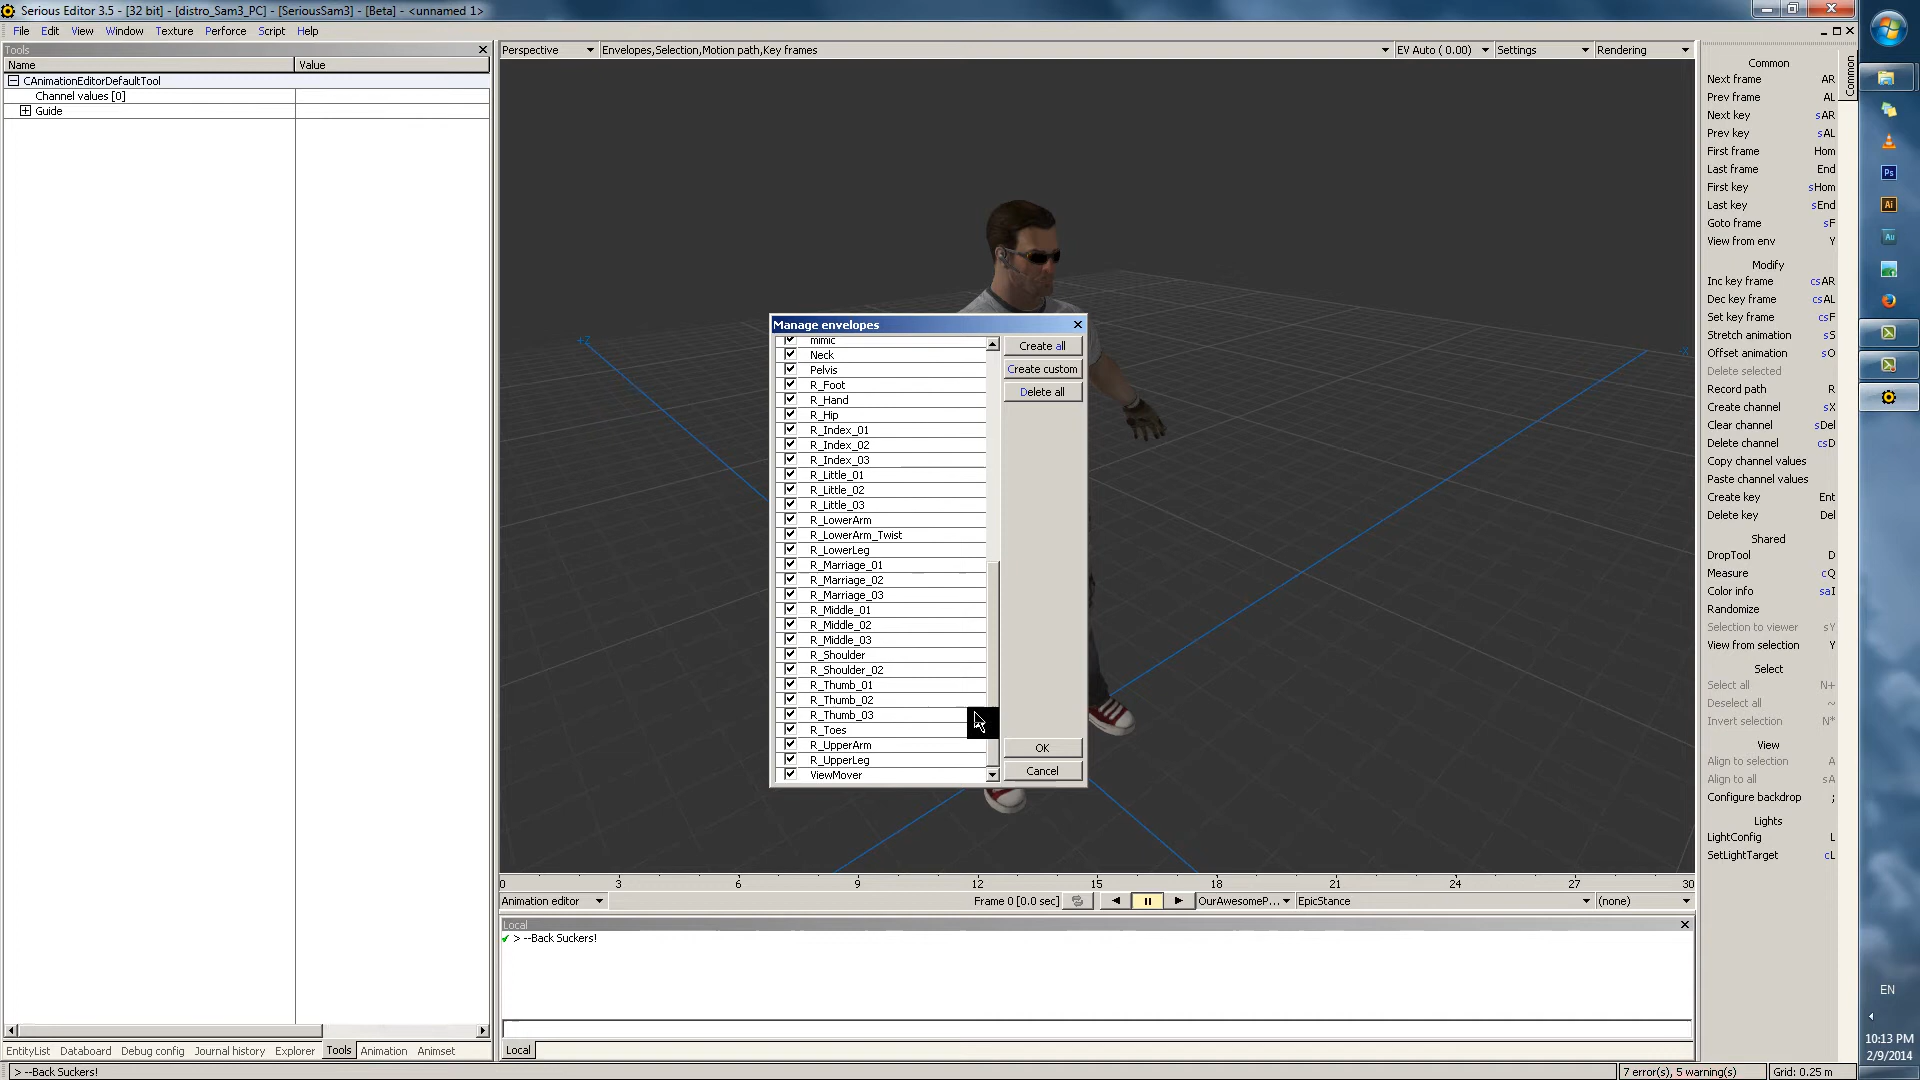 Serious Editor 3.5 - [32 bit] - [distro_Sam3_PC] - [SeriousSam3] - [Beta] - <unnamed 1>
File Edit View Window Texture Perforce Script Help
Tools
Name Value
CAnimationEditorDefaultTool
Channel values [0]
Guide
Perspective Envelopes,Selection,Motion path,Key frames EV Auto ( 0.00) Settings Rendering
+Z
-X
Manage envelopes
mimic
Neck
Pelvis
R_Foot
R_Hand
R_Hip
R_Index_01
R_Index_02
R_Index_03
R_Little_01
R_Little_02
R_Little_03
R_LowerArm
R_LowerArm_Twist
R_LowerLeg
R_Marriage_01
R_Marriage_02
R_Marriage_03
R_Middle_01
R_Middle_02
R_Middle_03
R_Shoulder
R_Shoulder_02
R_Thumb_01
R_Thumb_02
R_Thumb_03
R_Toes
R_UpperArm
R_UpperLeg
ViewMover
Create all
Create custom
Delete all
OK
Cancel
0 3 6 9 12 15 18 21 24 27 30
Animation editor Frame 0 [0.0 sec] OurAwesomeP... EpicStance (none)
Local
> --Back Suckers!
Local
EntityList Databoard Debug config Journal history Explorer Tools Animation Animset
> --Back Suckers! 7 error(s), 5 warning(s) Grid: 0.25 m
Common
Common
Next frame AR
Prev frame AL
Next key sAR
Prev key sAL
First frame Hom
Last frame End
First key sHom
Last key sEnd
Goto frame sF
View from env Y
Modify
Inc key frame csAR
Dec key frame csAL
Set key frame csF
Stretch animation sS
Offset animation sO
Delete selected
Record path R
Create channel sX
Clear channel sDel
Delete channel csD
Copy channel values
Paste channel values
Create key Ent
Delete key Del
Shared
DropTool D
Measure cQ
Color info saI
Randomize
Selection to viewer sY
View from selection Y
Select
Select all N+
Deselect all ~
Invert selection N*
View
Align to selection A
Align to all sA
Configure backdrop ;
Lights
LightConfig L
SetLightTarget cL
Ps
Ai
Au
EN
10:13 PM
2/9/2014